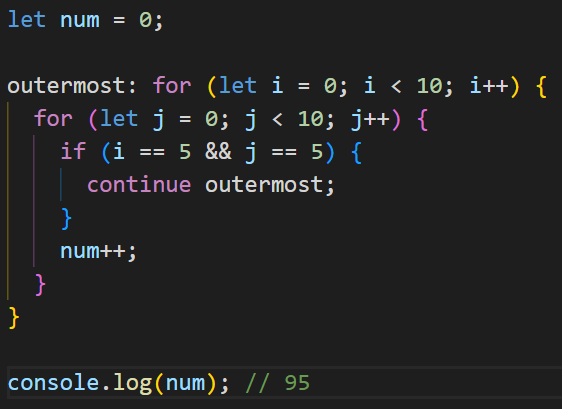 let num = 0;
outermost: for (let i = 0; i < 10; i++) {
for (let j = 0; j < 10; j++) {
if (i == 5 && j == 5) {
continue outermost;
}
num++;
}
}
console.log(num); // 95